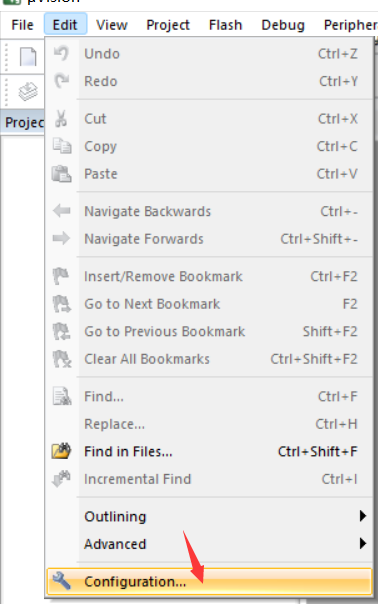 µVision
File Edit View Project Flash Debug Peripher
Undo Ctrl+Z
Redo Ctrl+Y
Projec
Cut Ctrl+X
Copy Ctrl+C
Paste Ctrl+V
Navigate Backwards Ctrl+-
Navigate Forwards Ctrl+Shift+-
Insert/Remove Bookmark Ctrl+F2
Go to Next Bookmark F2
Go to Previous Bookmark Shift+F2
Clear All Bookmarks Ctrl+Shift+F2
Find... Ctrl+F
Replace... Ctrl+H
Find in Files... Ctrl+Shift+F
Incremental Find Ctrl+I
Outlining
Advanced
Configuration...